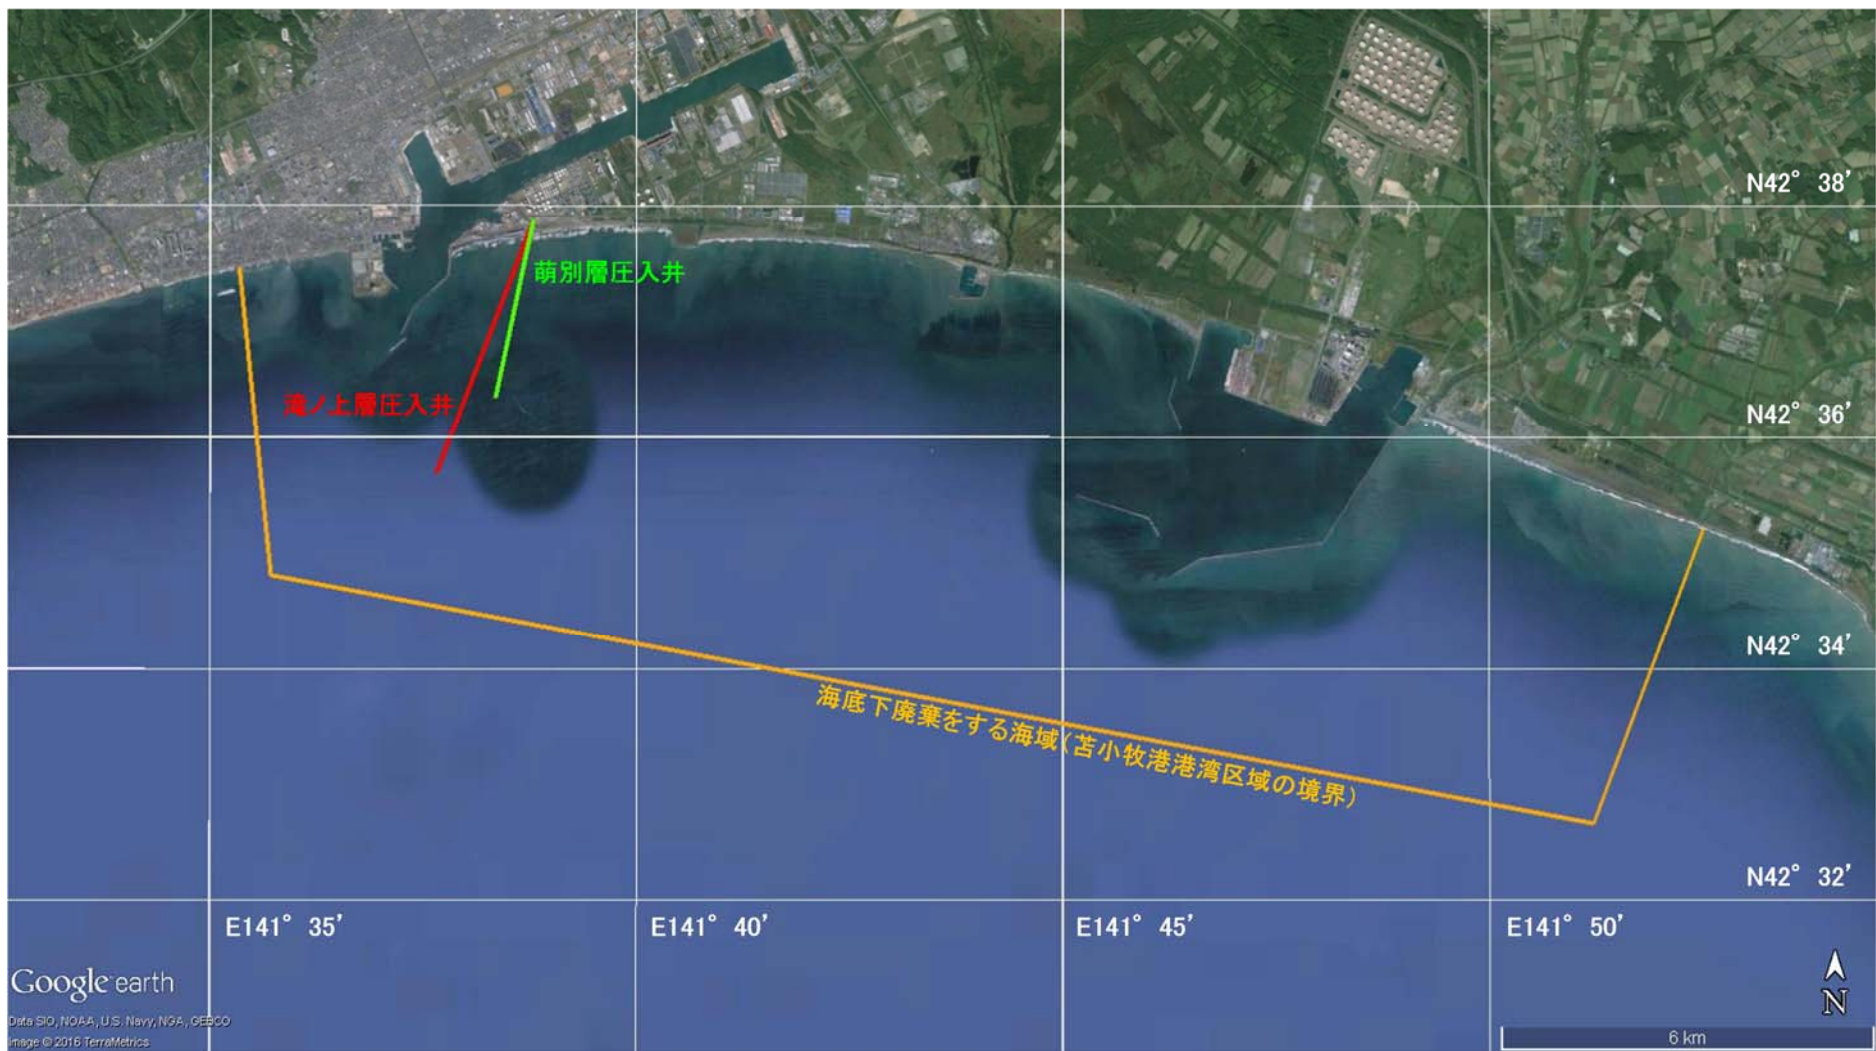 N42° 38'
萌別層圧入井
滝ノ上層圧入井
N42° 36'
N42° 34'
海底下廃棄をする海域(苫小牧港港湾区域の境界)
N42° 32'
E141° 35'
E141° 40'
E141° 45'
E141° 50'
Google earth
N
Data SIO, NOAA, U.S. Navy, NGA, GEBCO
Image © 2016 TerraMetrics
6 km